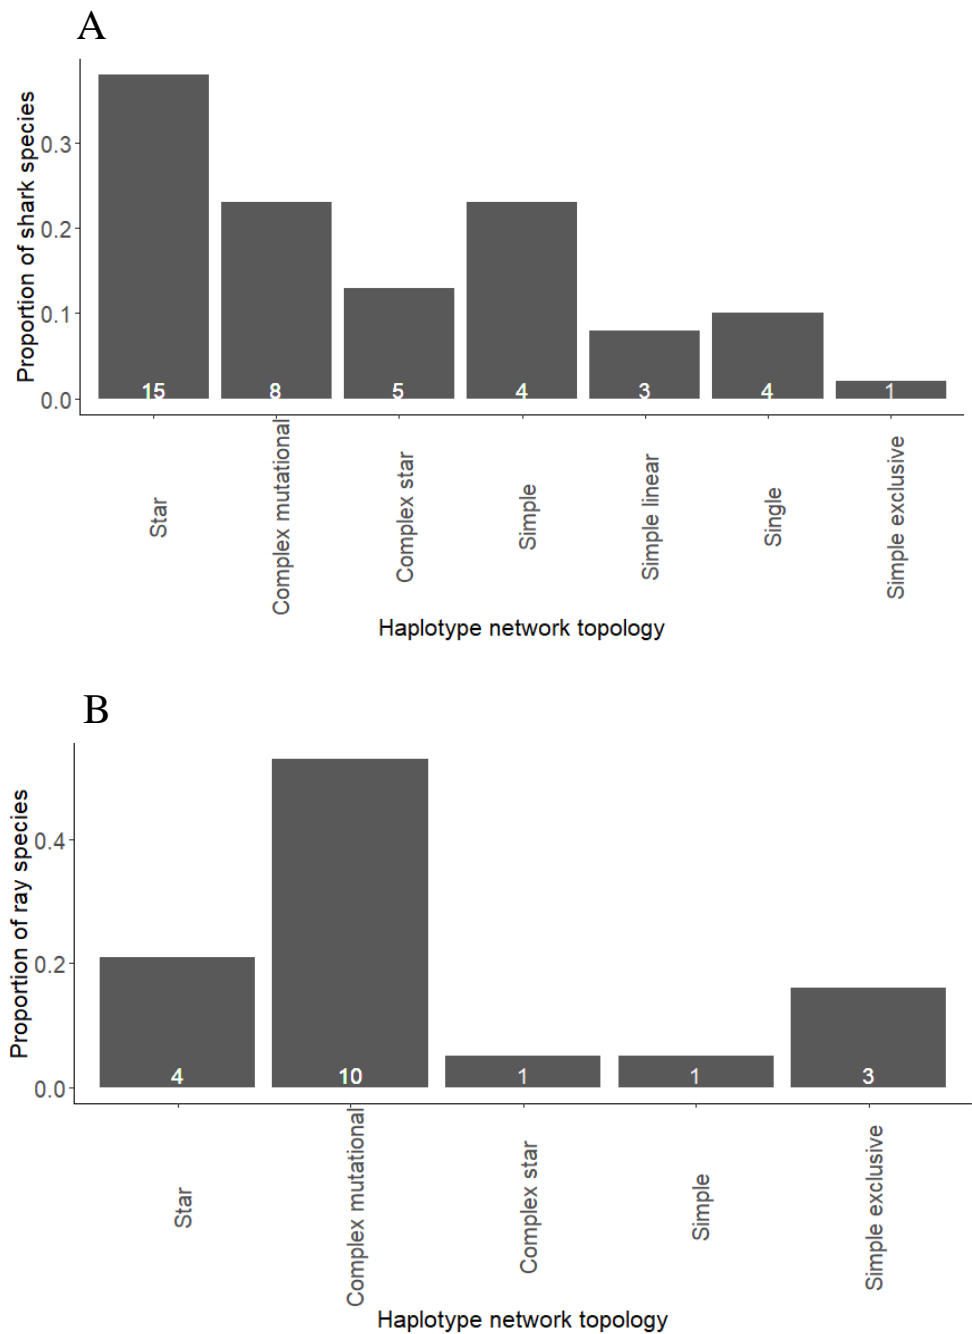 A
Proportion of shark species
0.3
0.2
0.1
0.0
15
8
5
4
3
4
1
Star
Complex mutational
Complex star
Simple
Simple linear
Single
Simple exclusive
Haplotype network topology
B
Proportion of ray species
0.4
0.2
0.0
4
10
1
1
3
Star
Complex mutational
Complex star
Simple
Simple exclusive
Haplotype network topology